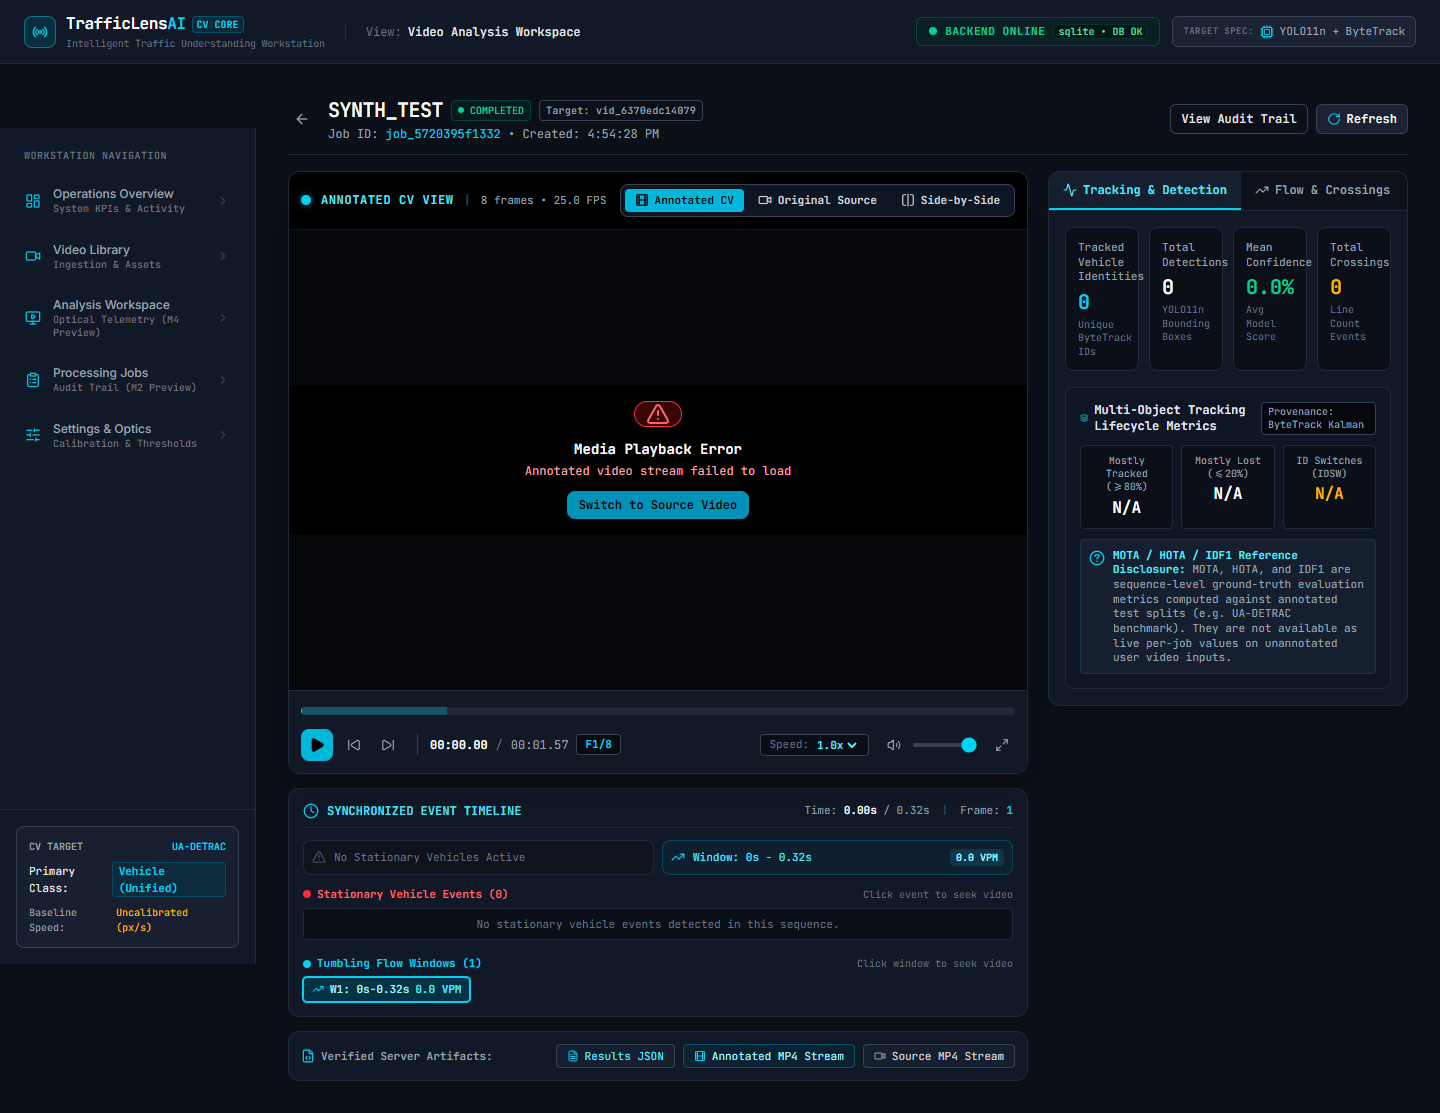 TrafficLensAI CV CORE
Intelligent Traffic Understanding Workstation
View: Video Analysis Workspace
BACKEND ONLINE sqlite • DB OK
TARGET SPEC: YOLO11n + ByteTrack
WORKSTATION NAVIGATION
Operations Overview
System KPIs & Activity
Video Library
Ingestion & Assets
Analysis Workspace
Optical Telemetry (M4
Preview)
Processing Jobs
Audit Trail (M2 Preview)
Settings & Optics
Calibration & Thresholds
CV TARGET UA-DETRAC
Primary
Class:
Vehicle
(Unified)
Baseline
Speed:
Uncalibrated
(px/s)
SYNTH_TEST COMPLETED Target: vid_6370edc14079
Job ID: job_5720395f1332 • Created: 4:54:28 PM
View Audit Trail Refresh
ANNOTATED CV VIEW | 8 frames • 25.0 FPS
Annotated CV Original Source Side-by-Side
Media Playback Error
Annotated video stream failed to load
Switch to Source Video
00:00.00 / 00:01.57 F1/8
Speed: 1.0x
SYNCHRONIZED EVENT TIMELINE
Time: 0.00s / 0.32s | Frame: 1
No Stationary Vehicles Active
Window: 0s - 0.32s 0.0 VPM
Stationary Vehicle Events (0) Click event to seek video
No stationary vehicle events detected in this sequence.
Tumbling Flow Windows (1) Click window to seek video
W1: 0s-0.32s 0.0 VPM
Verified Server Artifacts: Results JSON Annotated MP4 Stream Source MP4 Stream
Tracking & Detection Flow & Crossings
Tracked
Vehicle
Identities
0
Unique
ByteTrack
IDs
Total
Detections
0
YOLO11n
Bounding
Boxes
Mean
Confidence
0.0%
Avg
Model
Score
Total
Crossings
0
Line
Count
Events
Multi-Object Tracking
Lifecycle Metrics
Provenance:
ByteTrack Kalman
Mostly
Tracked
(≥80%)
N/A
Mostly Lost
(≤20%)
N/A
ID Switches
(IDSW)
N/A
MOTA / HOTA / IDF1 Reference
Disclosure: MOTA, HOTA, and IDF1 are
sequence-level ground-truth evaluation
metrics computed against annotated
test splits (e.g. UA-DETRAC
benchmark). They are not available as
live per-job values on unannotated
user video inputs.